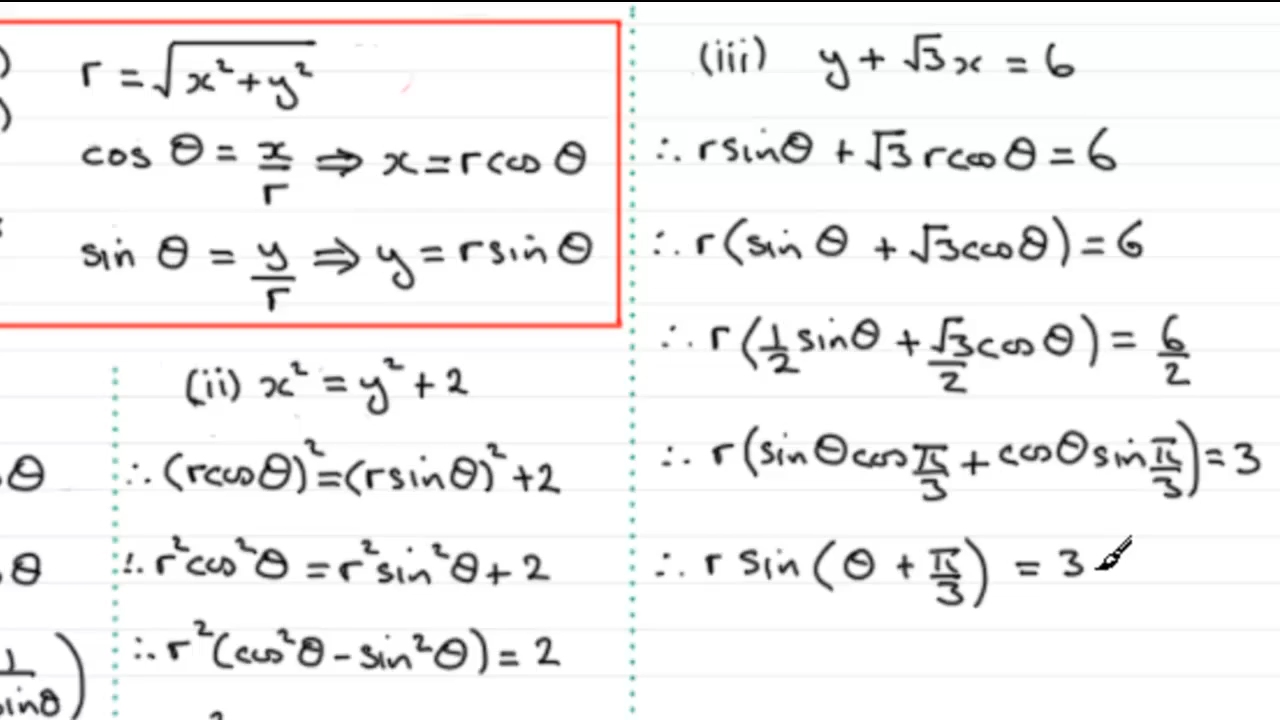 )
r = √x² + y²
)
cos θ = x/r ⇒ x = r cos θ
sin θ = y/r ⇒ y = r sin θ
θ
θ
1
sinθ
(ii) x² = y² + 2
∴ (r cos θ)² = (r sin θ)² + 2
∴ r² cos² θ = r² sin² θ + 2
∴ r² (cos² θ − sin² θ) = 2
(iii) y + √3 x = 6
∴ r sin θ + √3 r cos θ = 6
∴ r (sin θ + √3 cos θ) = 6
∴ r (1/2 sin θ + √3/2 cos θ) = 6/2
∴ r (sin θ cos π/3 + cos θ sin π/3) = 3
∴ r sin (θ + π/3) = 3